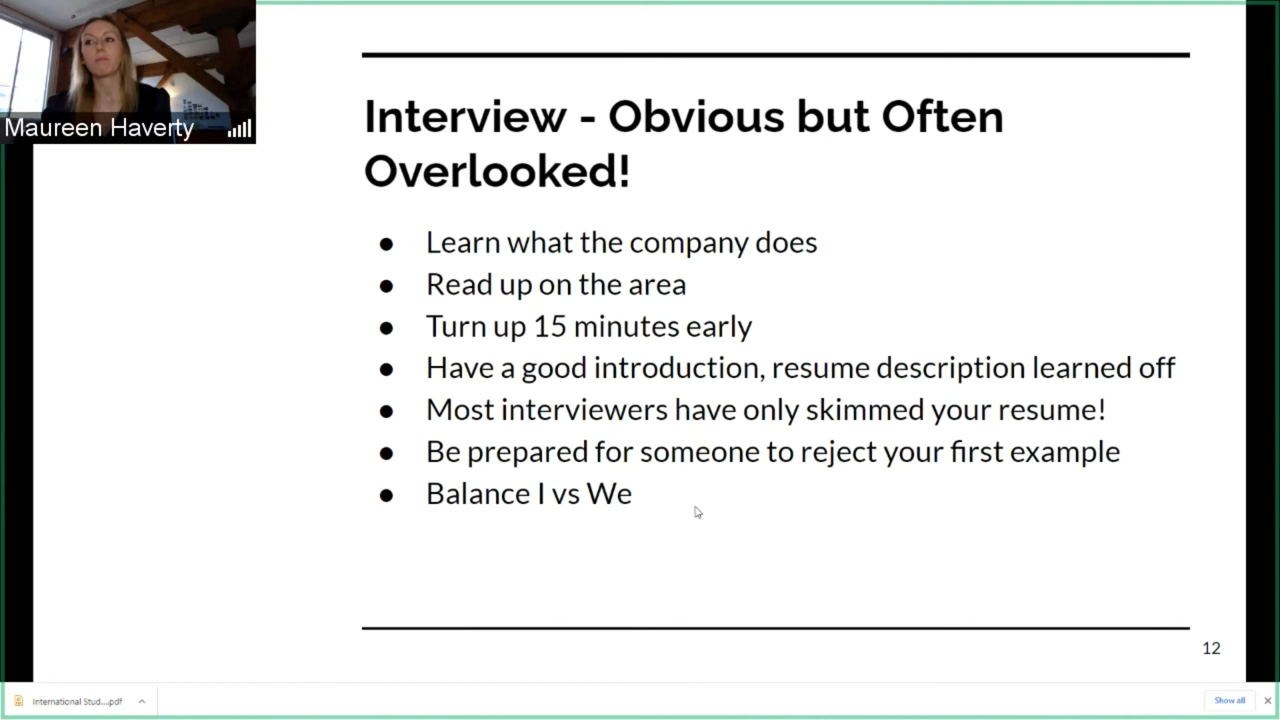 Maureen Haverty
Interview - Obvious but Often
Overlooked!
● Learn what the company does
● Read up on the area
● Turn up 15 minutes early
● Have a good introduction, resume description learned off
● Most interviewers have only skimmed your resume!
● Be prepared for someone to reject your first example
● Balance I vs We
12
International Stud....pdf
Show all